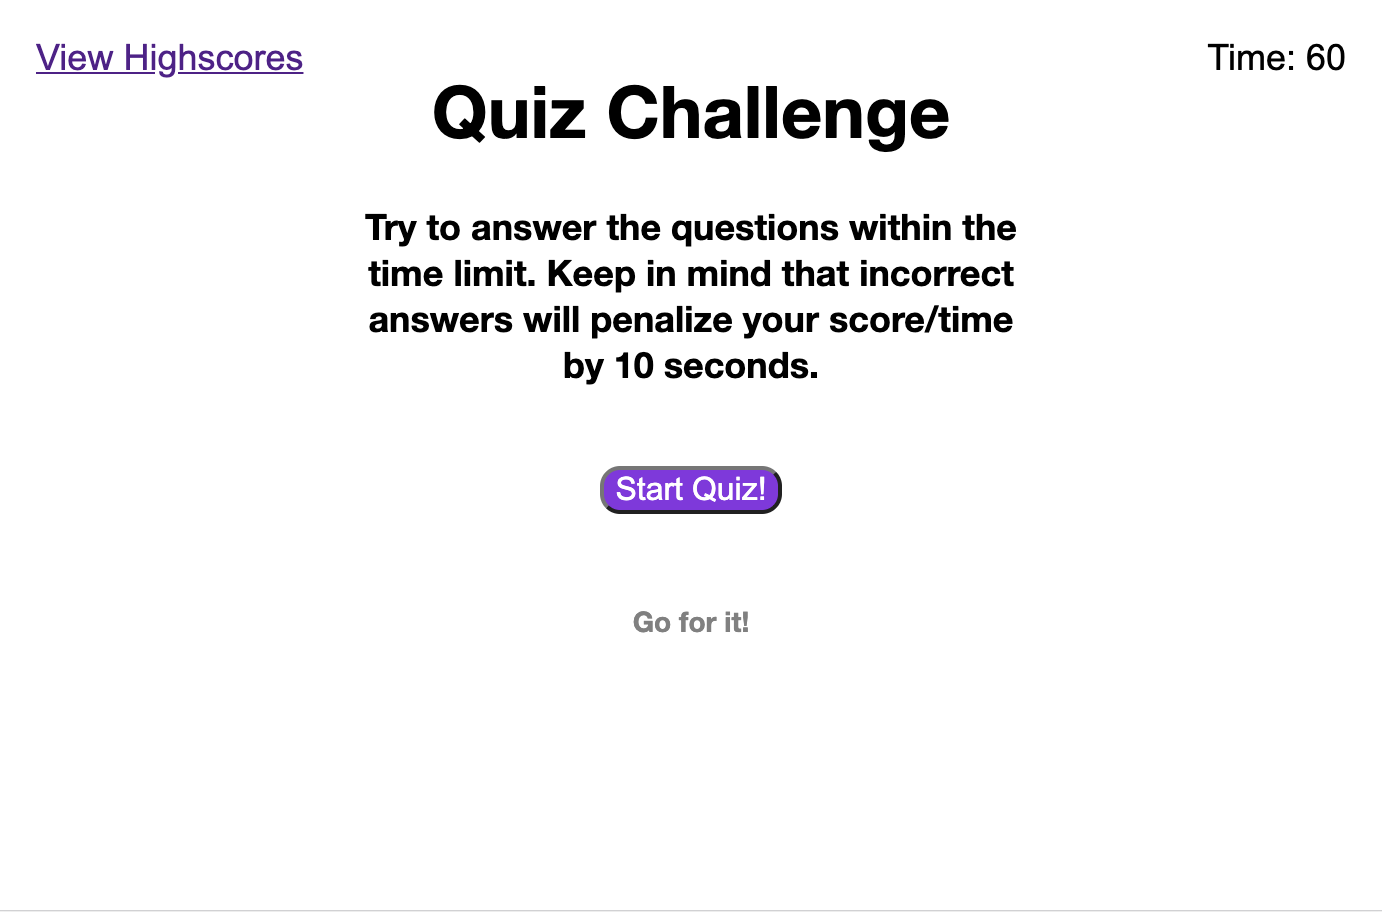 View Highscores
Time: 60
Quiz Challenge
Try to answer the questions within the
time limit. Keep in mind that incorrect
answers will penalize your score/time
by 10 seconds.
Start Quiz!
Go for it!